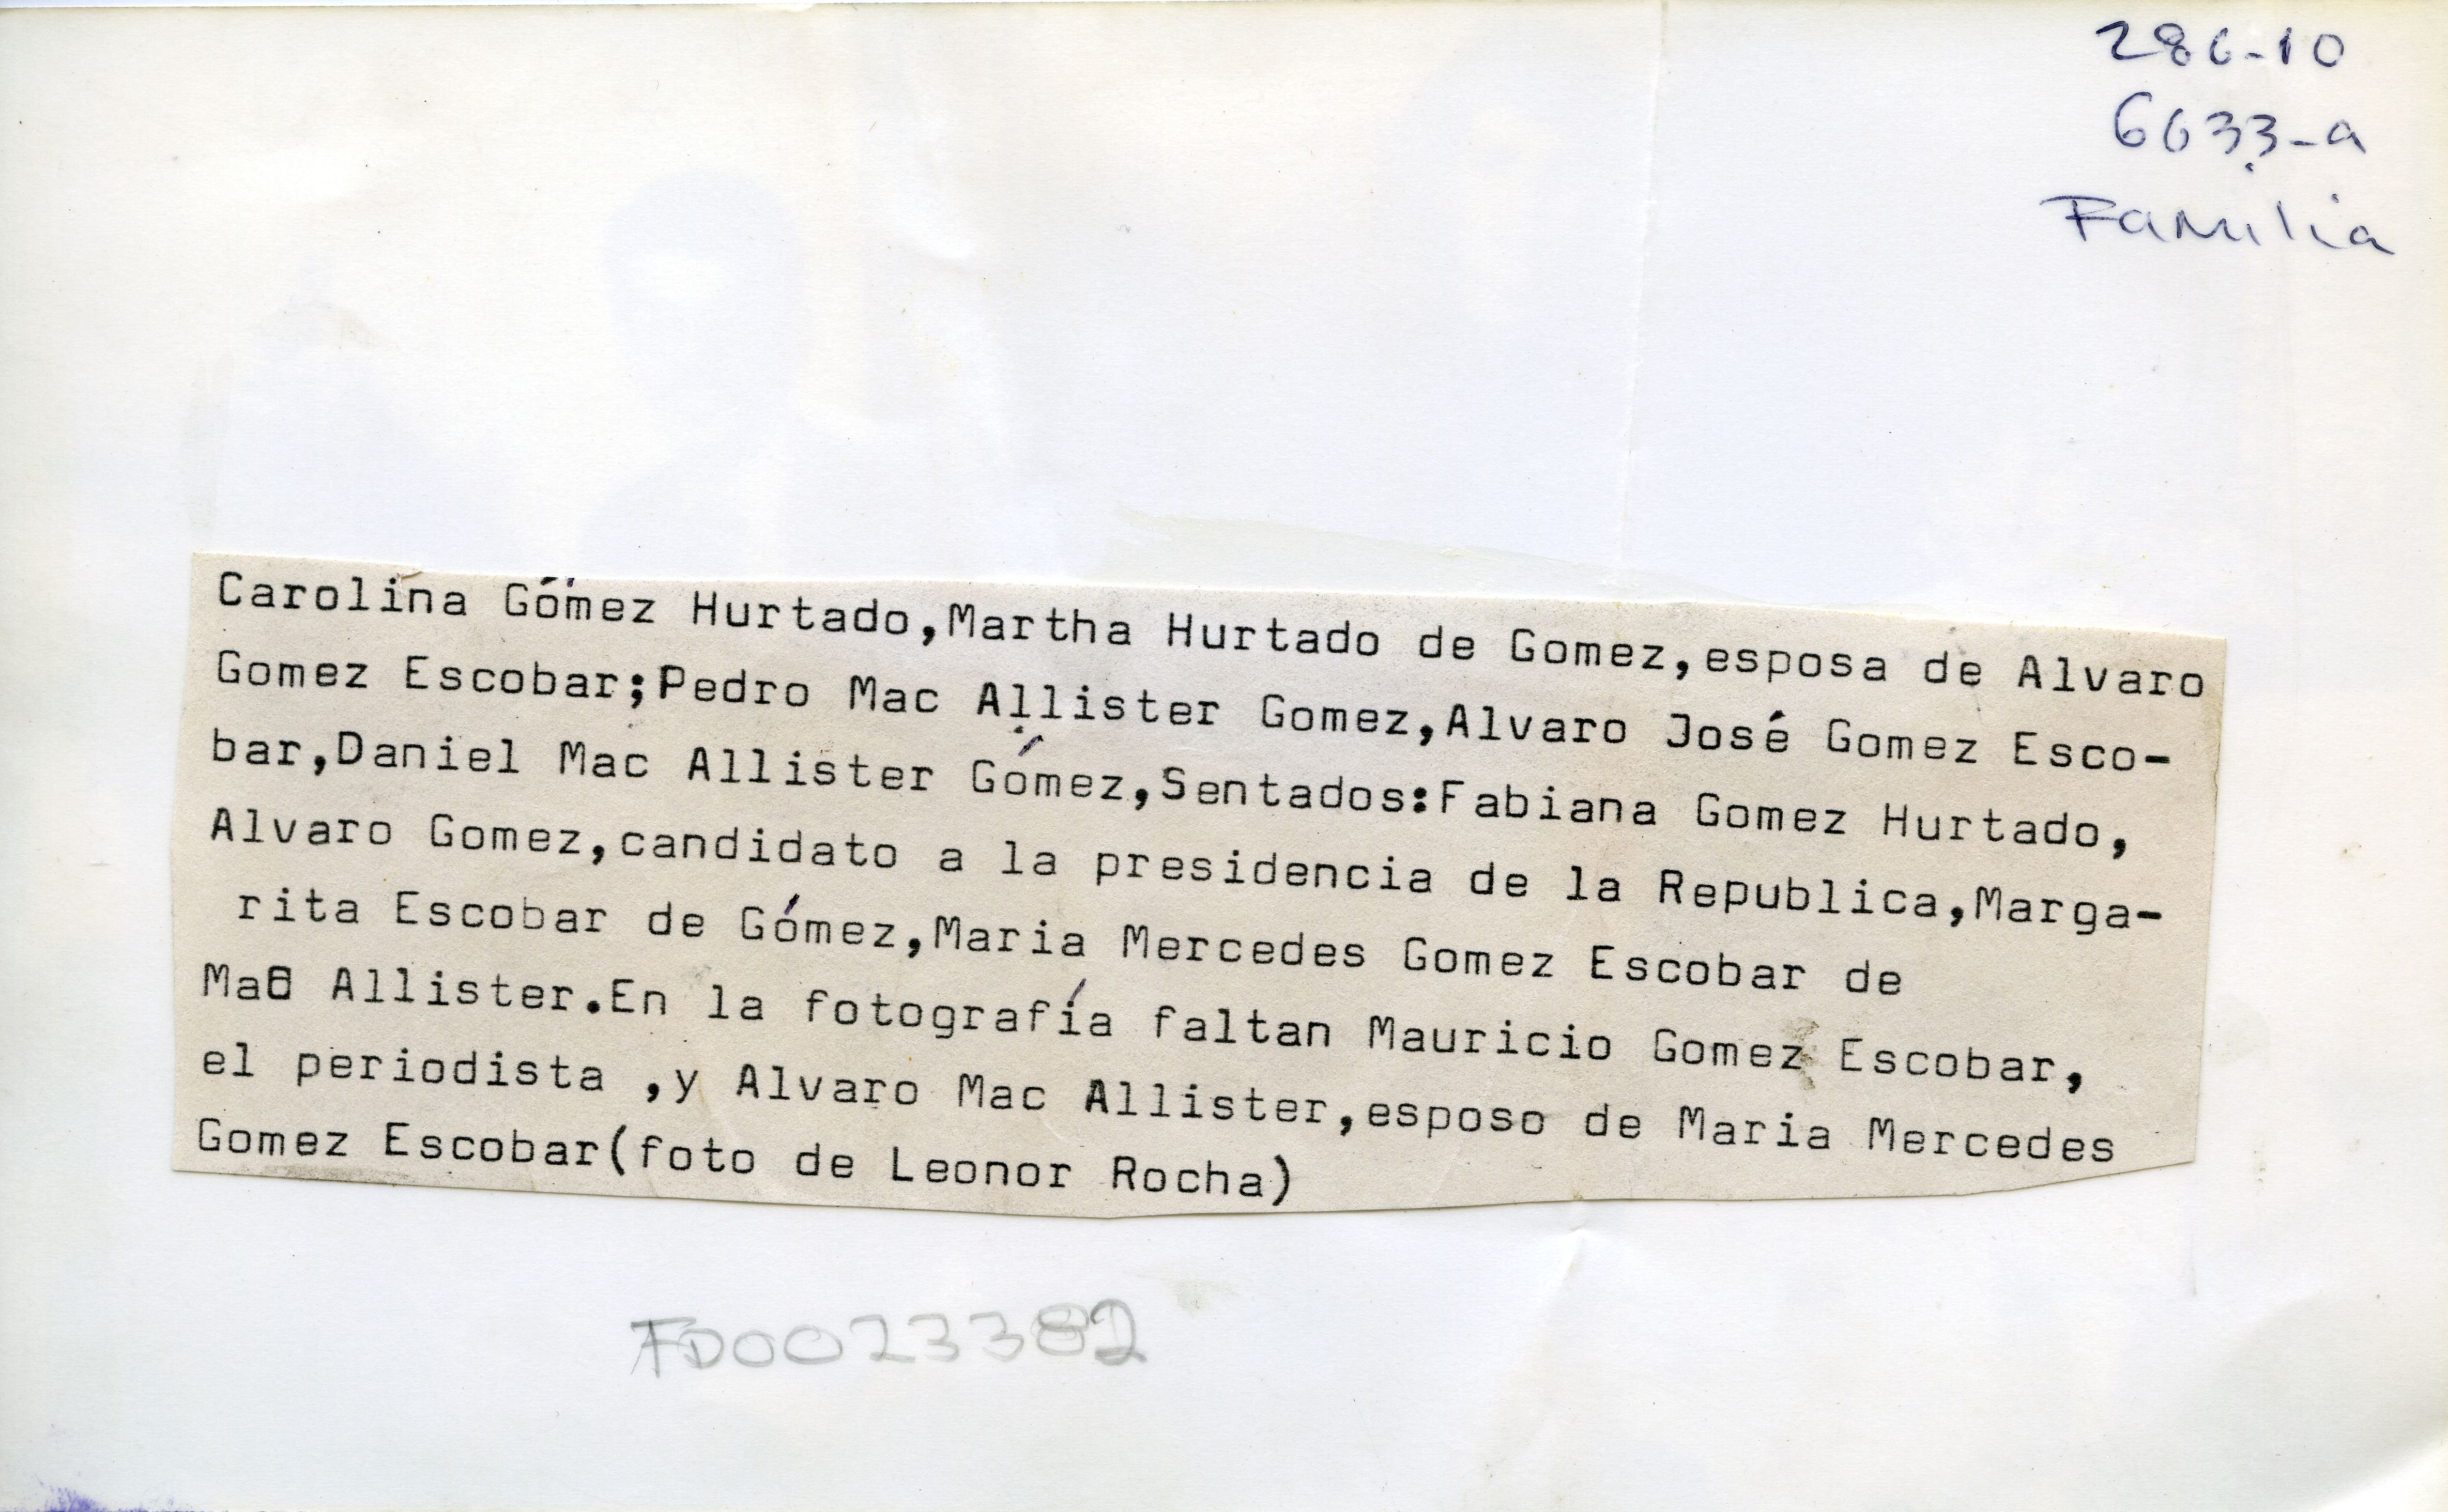 286-10
6633-a
Familia
Carolina Gómez Hurtado,Martha Hurtado de Gomez,esposa de Alvaro
Gomez Escobar;Pedro Mac Allister Gomez,Alvaro José Gomez Esco-
bar,Daniel Mac Allister Gómez,Sentados:Fabiana Gomez Hurtado,
Alvaro Gomez,candidato a la presidencia de la Republica,Marga-
rita Escobar de Gómez,Maria Mercedes Gomez Escobar de
Mac Allister.En la fotografía faltan Mauricio Gomez Escobar,
el periodista ,y Alvaro Mac Allister,esposo de Maria Mercedes
Gomez Escobar(foto de Leonor Rocha)
FD0023382